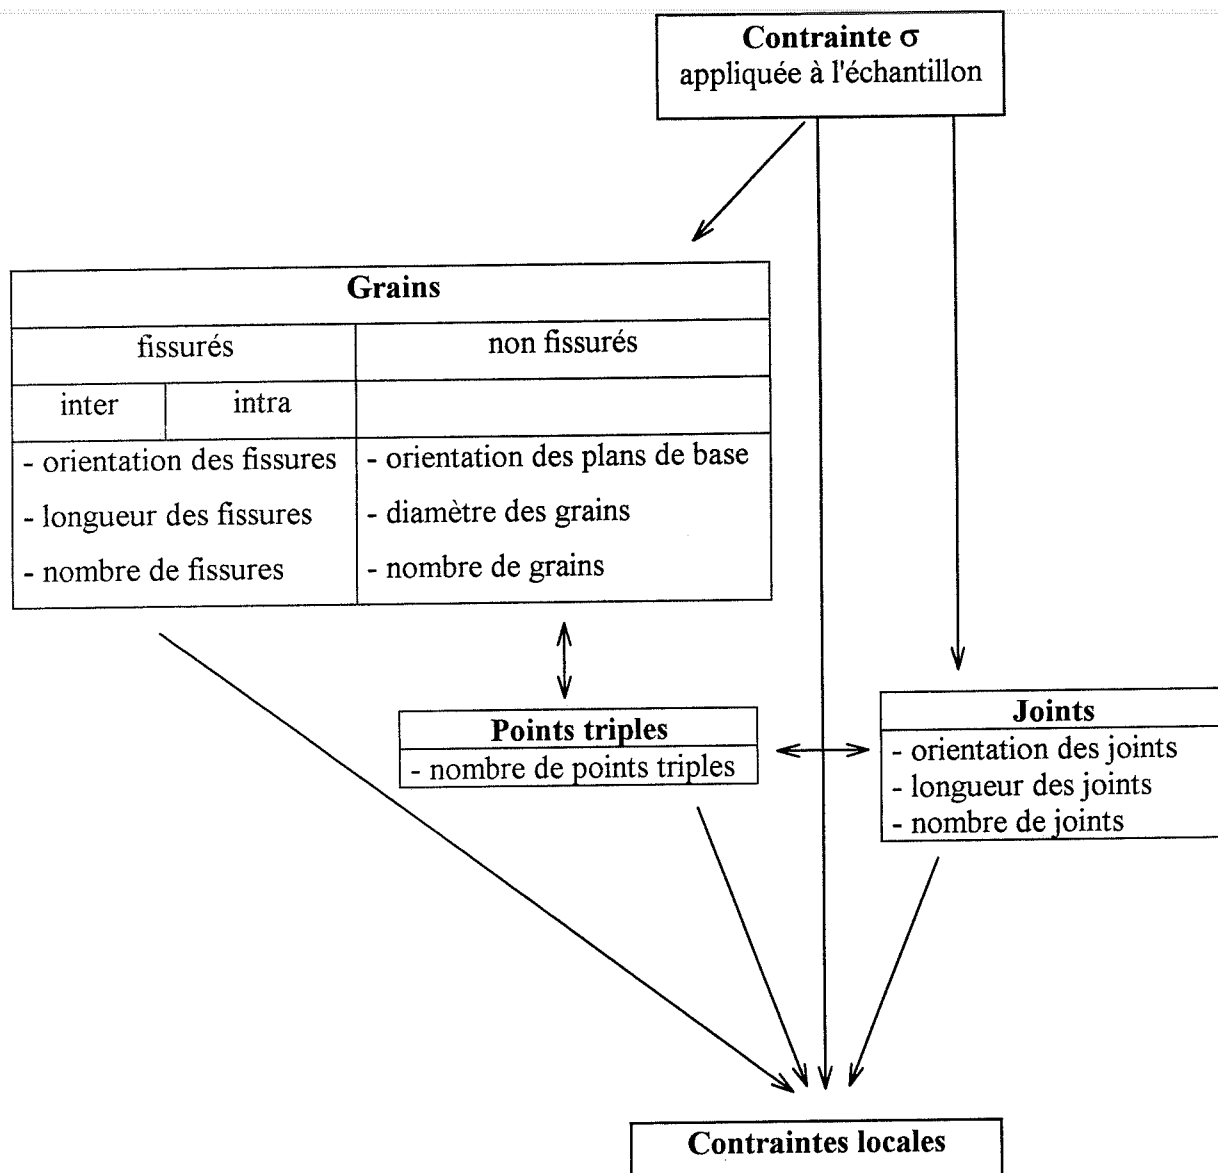 Contrainte σ
appliquée à l'échantillon
Grains
fissurés
non fissurés
inter
intra
- orientation des fissures
- longueur des fissures
- nombre de fissures
- orientation des plans de base
- diamètre des grains
- nombre de grains
Points triples
- nombre de points triples
Joints
- orientation des joints
- longueur des joints
- nombre de joints
Contraintes locales